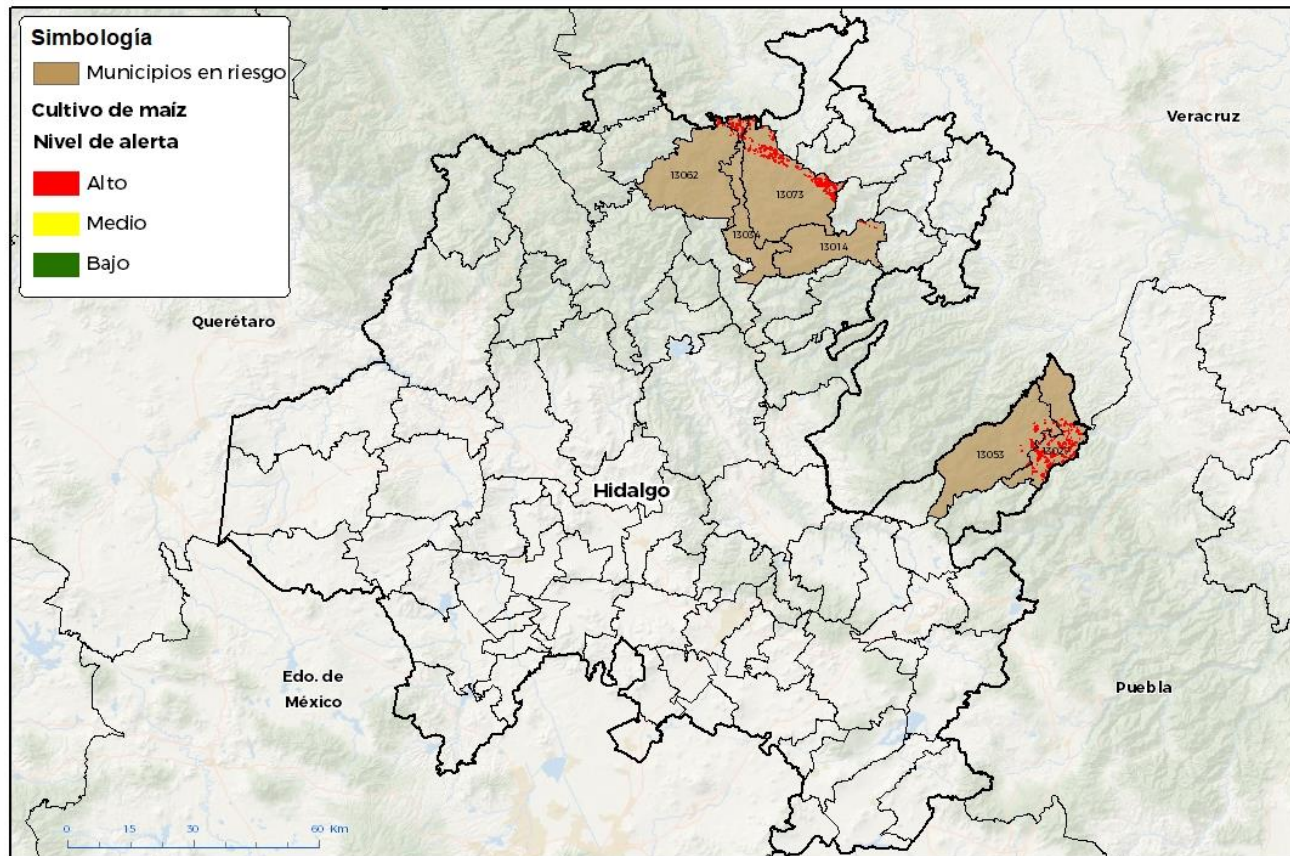 Simbología
Municipios en riesgo
Cultivo de maíz
Nivel de alerta
Alto
Medio
Bajo
Veracruz
13062
13073
13034
13014
Querétaro
13053
Hidalgo
Edo. de
México
Puebla
0 15 30 60 Km